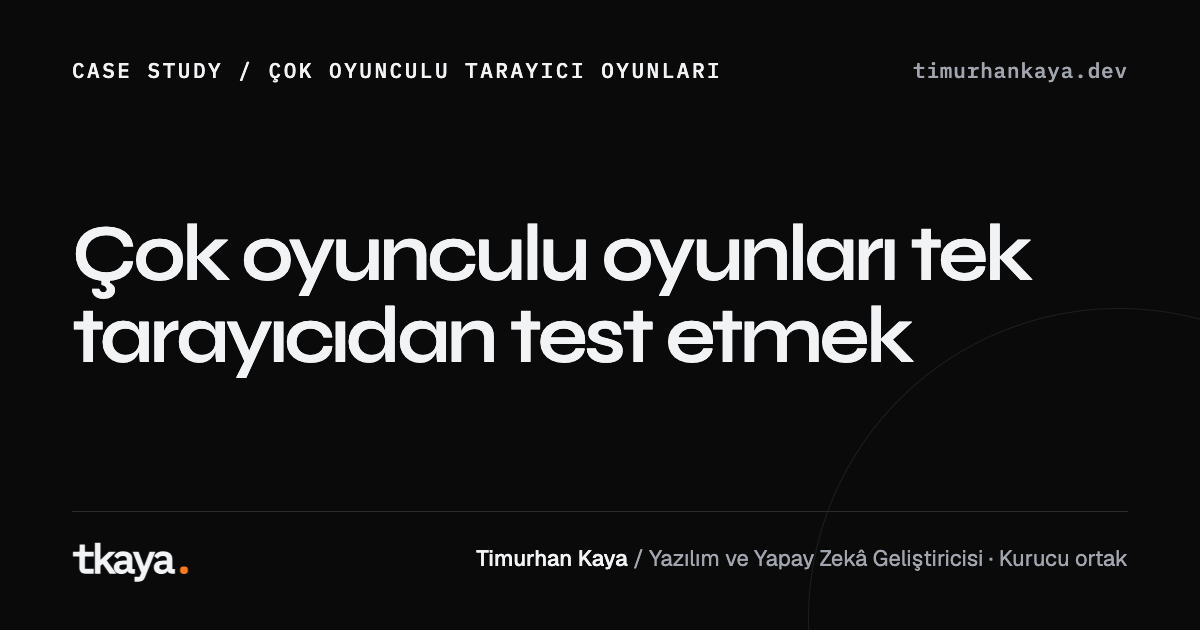 CASE STUDY / ÇOK OYUNCULU TARAYICI OYUNLARI
timurhankaya.dev
Çok oyunculu oyunları tek
tarayıcıdan test etmek
tkaya.
Timurhan Kaya / Yazılım ve Yapay Zekâ Geliştiricisi · Kurucu ortak